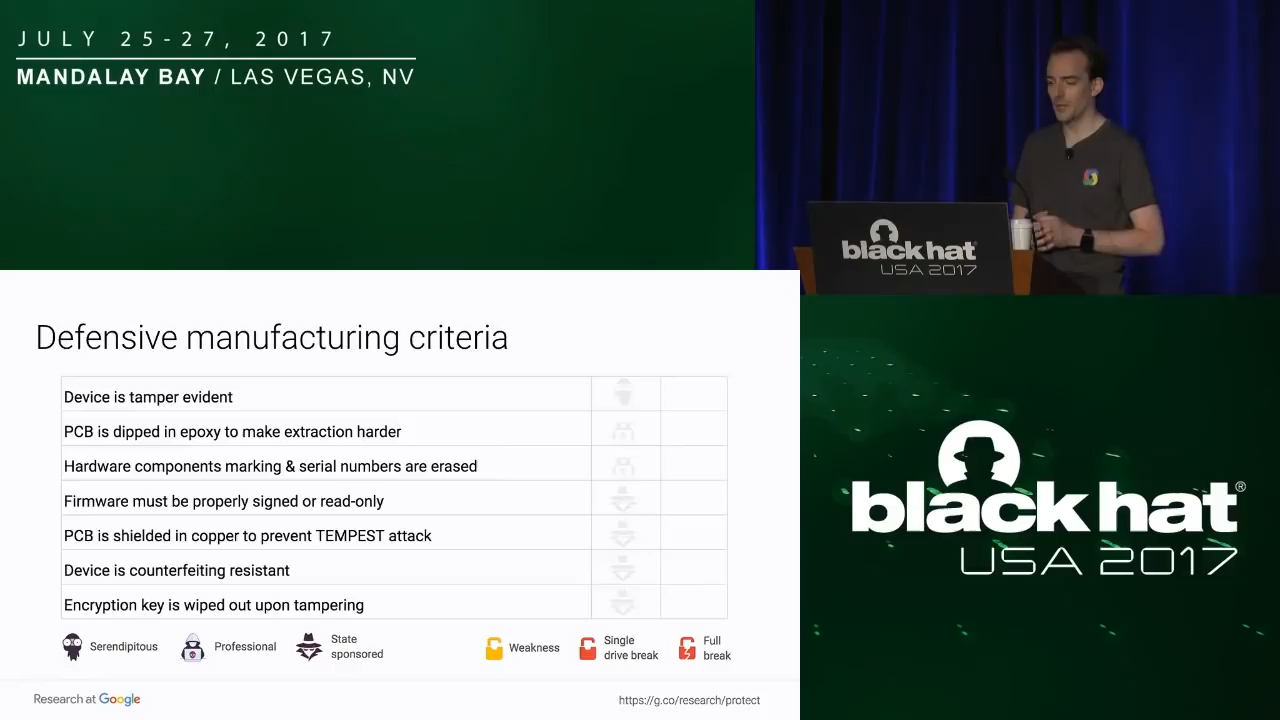 JULY 25-27, 2017
MANDALAY BAY / LAS VEGAS, NV
black hat
USA 2017
Defensive manufacturing criteria
Device is tamper evident
PCB is dipped in epoxy to make extraction harder
Hardware components marking & serial numbers are erased
Firmware must be properly signed or read-only
PCB is shielded in copper to prevent TEMPEST attack
Device is counterfeiting resistant
Encryption key is wiped out upon tampering
Serendipitous
Professional
State
sponsored
Weakness
Single
drive break
Full
break
Research at Google
https://g.co/research/protect
black hat®
USA 2017